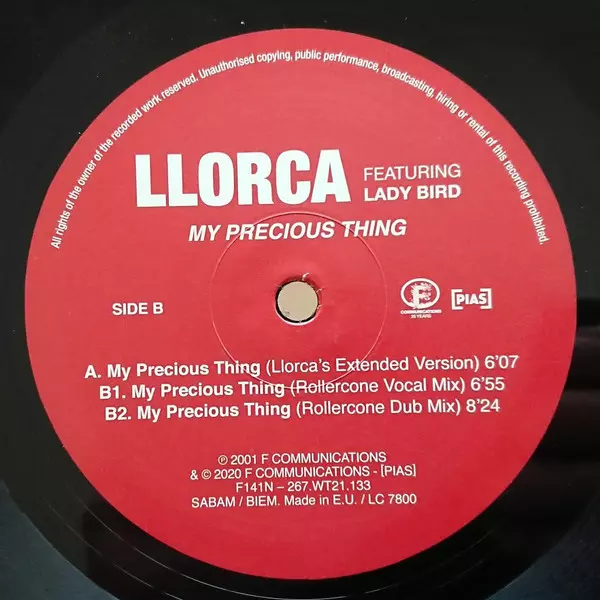 All rights of the owner of the recorded work reserved. Unauthorised copying, public performance, broadcasting, hiring or rental of this recording prohibited.
LLORCA FEATURING LADY BIRD
MY PRECIOUS THING
SIDE B
F COMMUNICATIONS 25 YEARS
[PIAS]
A. My Precious Thing (Llorca's Extended Version) 6'07
B1. My Precious Thing (Rollercone Vocal Mix) 6'55
B2. My Precious Thing (Rollercone Dub Mix) 8'24
℗ 2001 F COMMUNICATIONS
& © 2020 F COMMUNICATIONS - [PIAS]
F141N – 267.WT21.133
SABAM / BIEM. Made in E.U. / LC 7800